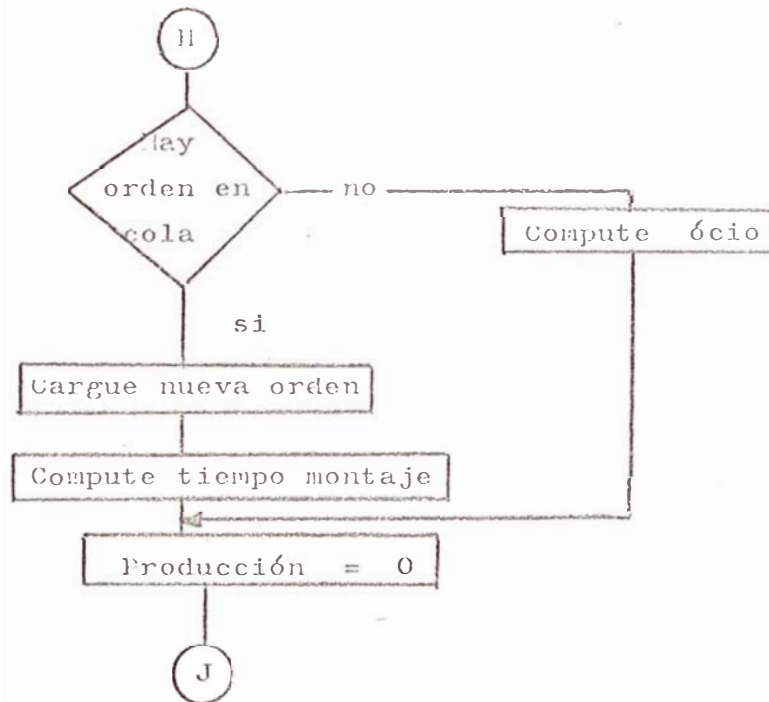 H
Hay
orden en
cola
no
Compute ócio
si
Cargue nueva orden
Compute tiempo montaje
Producción = 0
J